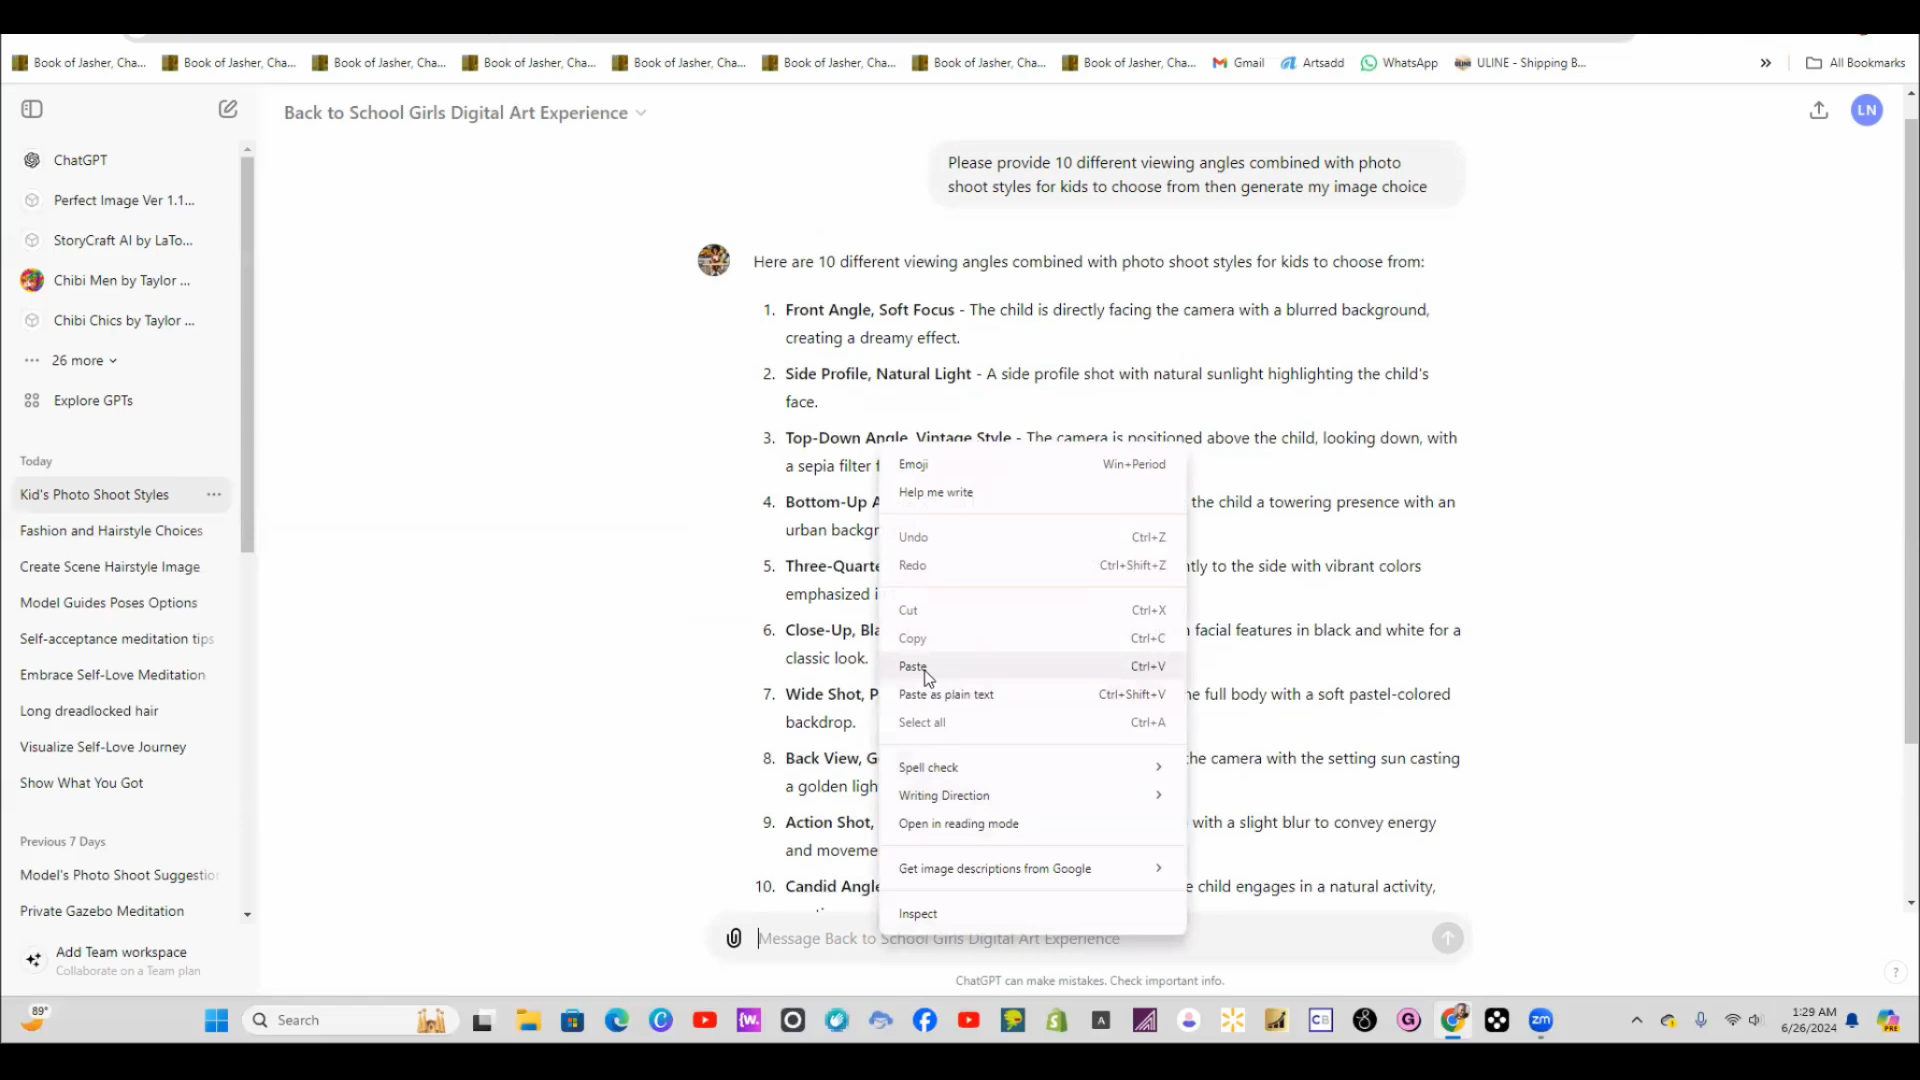 Book of Jasher, Cha...
Book of Jasher, Cha...
Book of Jasher, Cha...
Book of Jasher, Cha...
Book of Jasher, Cha...
Book of Jasher, Cha...
Book of Jasher, Cha...
Book of Jasher, Cha...
Gmail
Artsadd
WhatsApp
ULINE - Shipping B...
All Bookmarks
Back to School Girls Digital Art Experience
LN
ChatGPT
Perfect Image Ver 1.1...
StoryCraft AI by LaTo...
Chibi Men by Taylor ...
Chibi Chics by Taylor ...
26 more
Explore GPTs
Today
Kid's Photo Shoot Styles
Fashion and Hairstyle Choices
Create Scene Hairstyle Image
Model Guides Poses Options
Self-acceptance meditation tips
Embrace Self-Love Meditation
Long dreadlocked hair
Visualize Self-Love Journey
Show What You Got
Previous 7 Days
Model's Photo Shoot Suggestio
Private Gazebo Meditation
Add Team workspace
Collaborate on a Team plan
Please provide 10 different viewing angles combined with photo
shoot styles for kids to choose from then generate my image choice
Here are 10 different viewing angles combined with photo shoot styles for kids to choose from:
1. Front Angle, Soft Focus - The child is directly facing the camera with a blurred background,
creating a dreamy effect.
2. Side Profile, Natural Light - A side profile shot with natural sunlight highlighting the child's
face.
3. Top-Down Angle, Vintage Style - The camera is positioned above the child, looking down, with
a sepia filter
4. Bottom-Up A the child a towering presence with an
urban backgr
5. Three-Quarte ntly to the side with vibrant colors
emphasized i
6. Close-Up, Bla facial features in black and white for a
classic look.
7. Wide Shot, P e full body with a soft pastel-colored
backdrop.
8. Back View, G he camera with the setting sun casting
a golden ligh
9. Action Shot, with a slight blur to convey energy
and moveme
10. Candid Angle e child engages in a natural activity,
Emoji Win+Period
Help me write
Undo Ctrl+Z
Redo Ctrl+Shift+Z
Cut Ctrl+X
Copy Ctrl+C
Paste Ctrl+V
Paste as plain text Ctrl+Shift+V
Select all Ctrl+A
Spell check
Writing Direction
Open in reading mode
Get image descriptions from Google
Inspect
Message Back to School Girls Digital Art Experience
ChatGPT can make mistakes. Check important info.
?
89°
Search
1:29 AM
6/26/2024